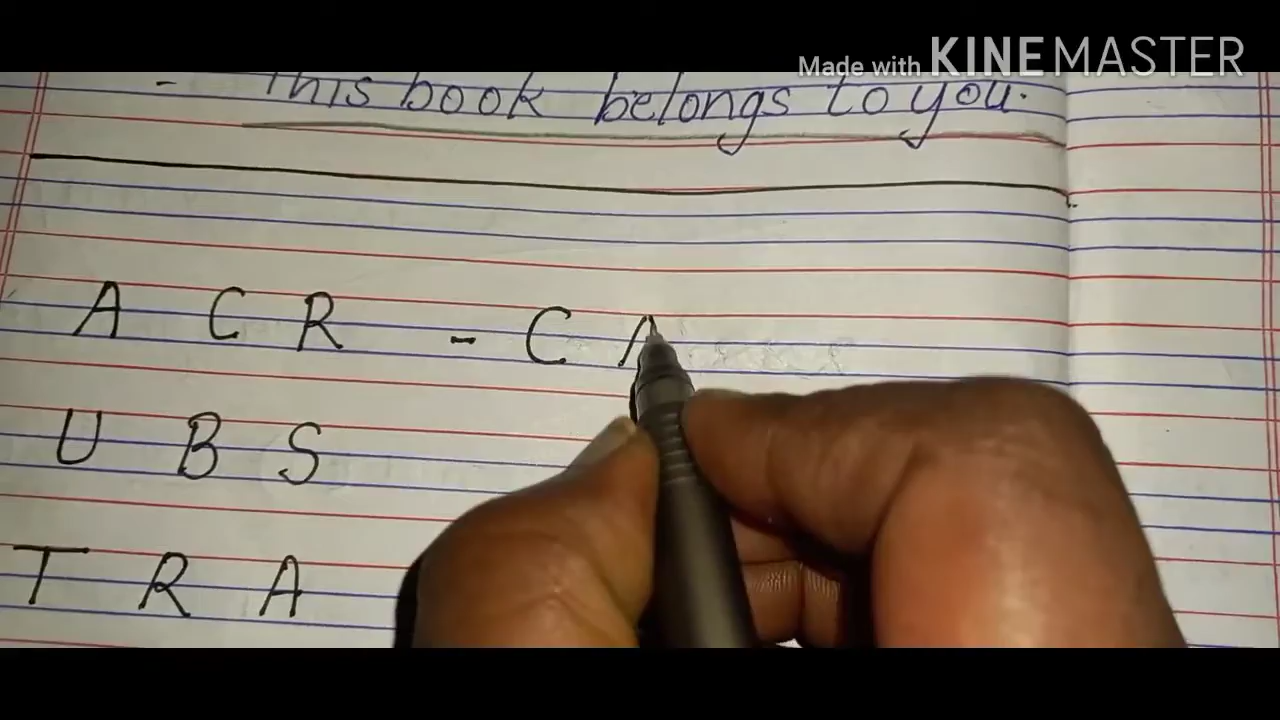 Made with KINEMASTER
- This book belongs to you.
A C R - C A
U B S
T R A